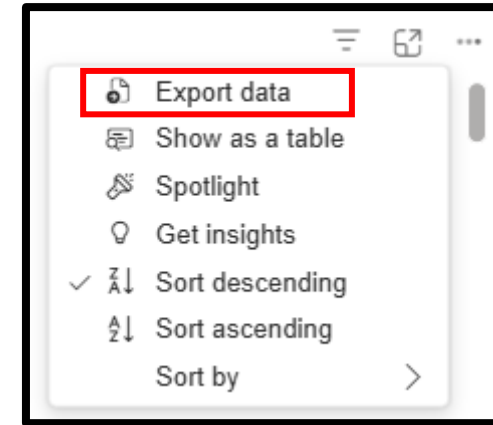 Export data
Show as a table
Spotlight
Get insights
Sort descending
Sort ascending
Sort by